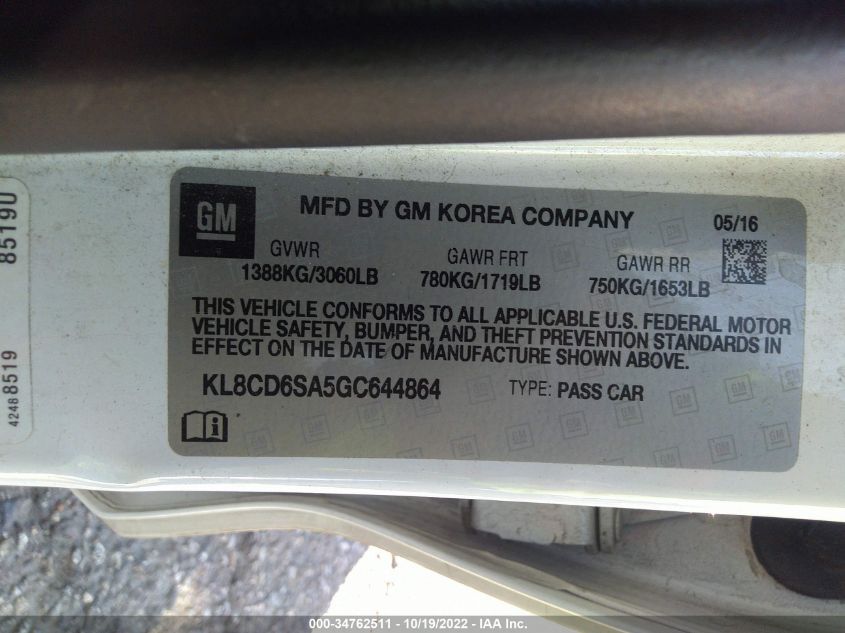 GM
MFD BY GM KOREA COMPANY 05/16
GVWR GAWR FRT GAWR RR
1388KG/3060LB 780KG/1719LB 750KG/1653LB
THIS VEHICLE CONFORMS TO ALL APPLICABLE U.S. FEDERAL MOTOR
VEHICLE SAFETY, BUMPER, AND THEFT PREVENTION STANDARDS IN
EFFECT ON THE DATE OF MANUFACTURE SHOWN ABOVE.
KL8CD6SA5GC644864 TYPE: PASS CAR
8519U
42488519
000-34762511 - 10/19/2022 - IAA Inc.